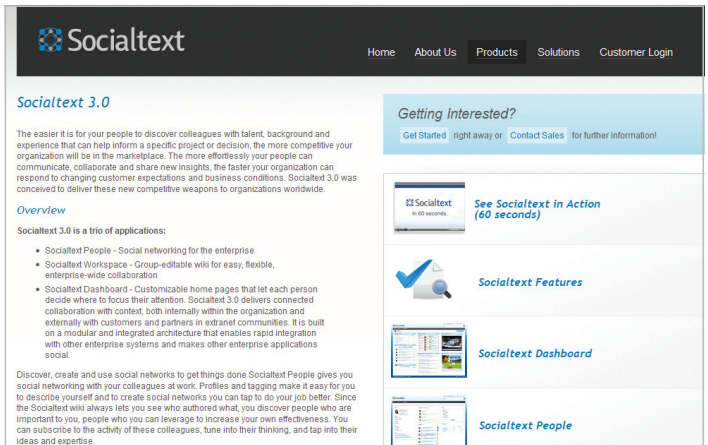 Socialtext
Home About Us Products Solutions Customer Login
Socialtext 3.0
The easier it is for your people to discover colleagues with talent, background and
experience that can help inform a specific project or decision, the more competitive your
organization will be in the marketplace. The more effortlessly your people can
communicate, collaborate and share new insights, the faster your organization can
respond to changing customer expectations and business conditions. Socialtext 3.0 was
conceived to deliver these new competitive weapons to organizations worldwide.
Overview
Socialtext 3.0 is a trio of applications:
• Socialtext People - Social networking for the enterprise
• Socialtext Workspace - Group-editable wiki for easy, flexible,
enterprise-wide collaboration
• Socialtext Dashboard - Customizable home pages that let each person
decide where to focus their attention. Socialtext 3.0 delivers connected
collaboration with context, both internally within the organization and
externally with customers and partners in extranet communities. It is built
on a modular and integrated architecture that enables rapid integration
with other enterprise systems and makes other enterprise applications
social.
Discover, create and use social networks to get things done Socialtext People gives you
social networking with your colleagues at work. Profiles and tagging make it easy for you
to describe yourself and to create social networks you can tap to do your job better. Since
the Socialtext wiki always lets you see who authored what, you discover people who are
important to you, people who you can leverage to increase your own effectiveness. You
can subscribe to the activity of these colleagues, tune into their thinking, and tap into their
ideas and expertise.
Getting Interested?
Get Started right away or Contact Sales for further information!
Socialtext
In 60 seconds.
See Socialtext in Action
(60 seconds)
Socialtext Features
Socialtext Dashboard
Socialtext People